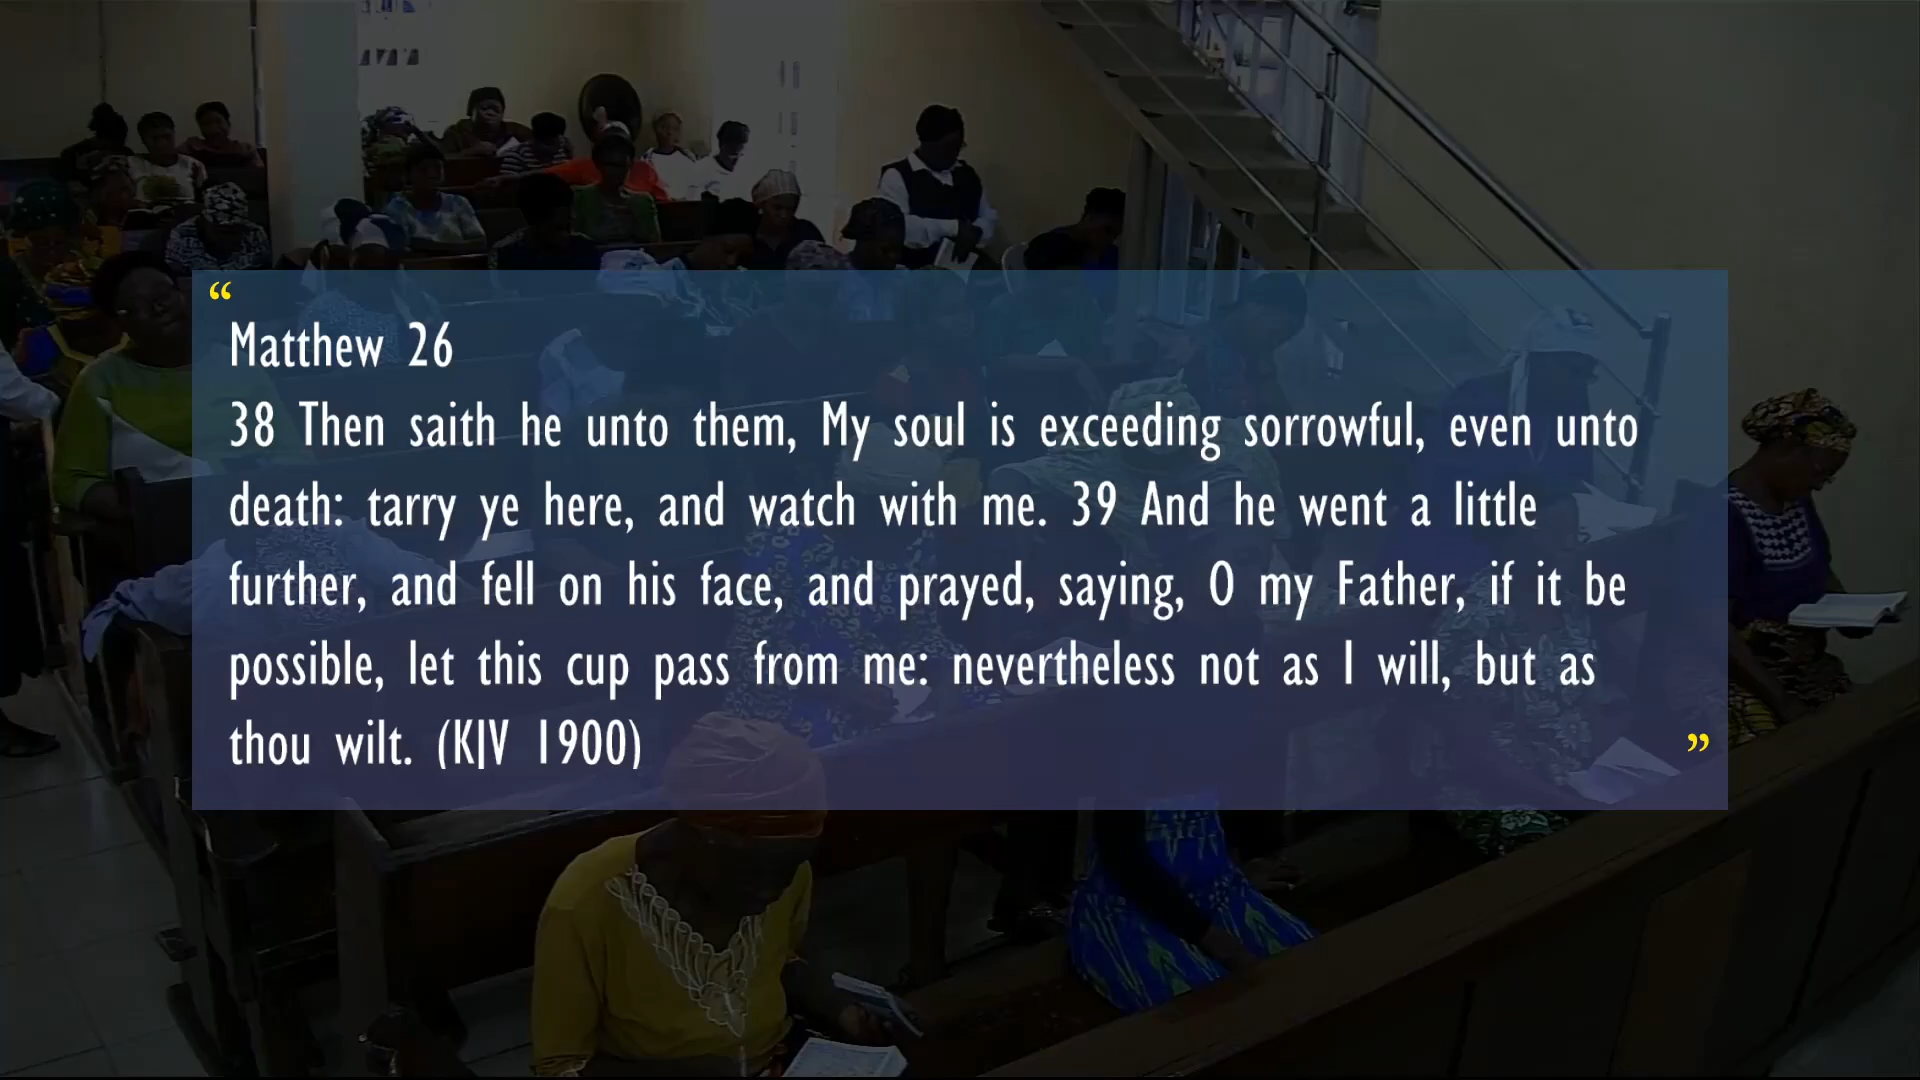 “
Matthew 26
38 Then saith he unto them, My soul is exceeding sorrowful, even unto
death: tarry ye here, and watch with me. 39 And he went a little
further, and fell on his face, and prayed, saying, O my Father, if it be
possible, let this cup pass from me: nevertheless not as I will, but as
thou wilt. (KJV 1900)
”